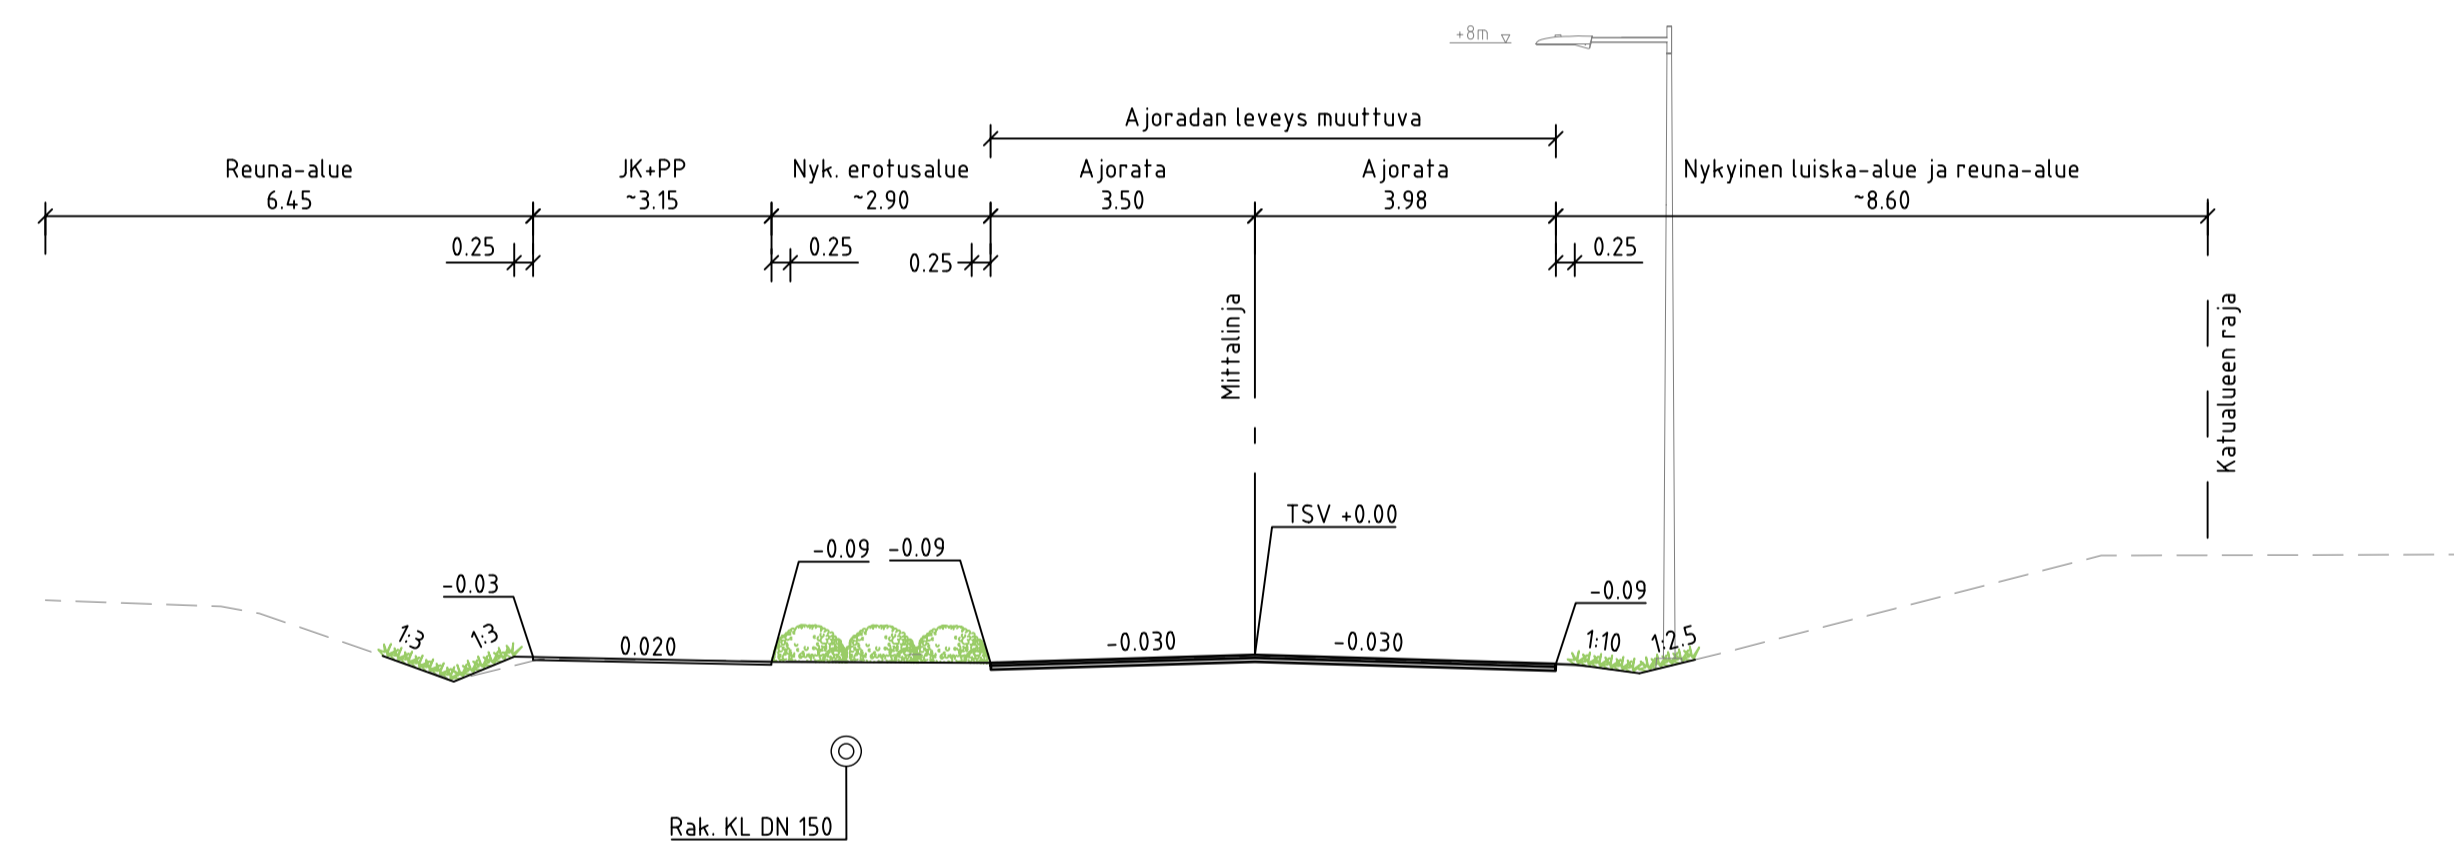 +8m
Ajoradan leveys muuttuva
Reuna-alue
6.45
JK+PP
~3.15
Nyk. erotusalue
~2.90
Ajorata
3.50
Ajorata
3.98
Nykyinen luiska-alue ja reuna-alue
~8.60
0.25
0.25
0.25
0.25
Mittalinja
Katualueen raja
TSV +0.00
-0.03
-0.09
-0.09
-0.09
1:3
1:3
0.020
-0.030
-0.030
1:10
1:2.5
Rak. KL DN 150